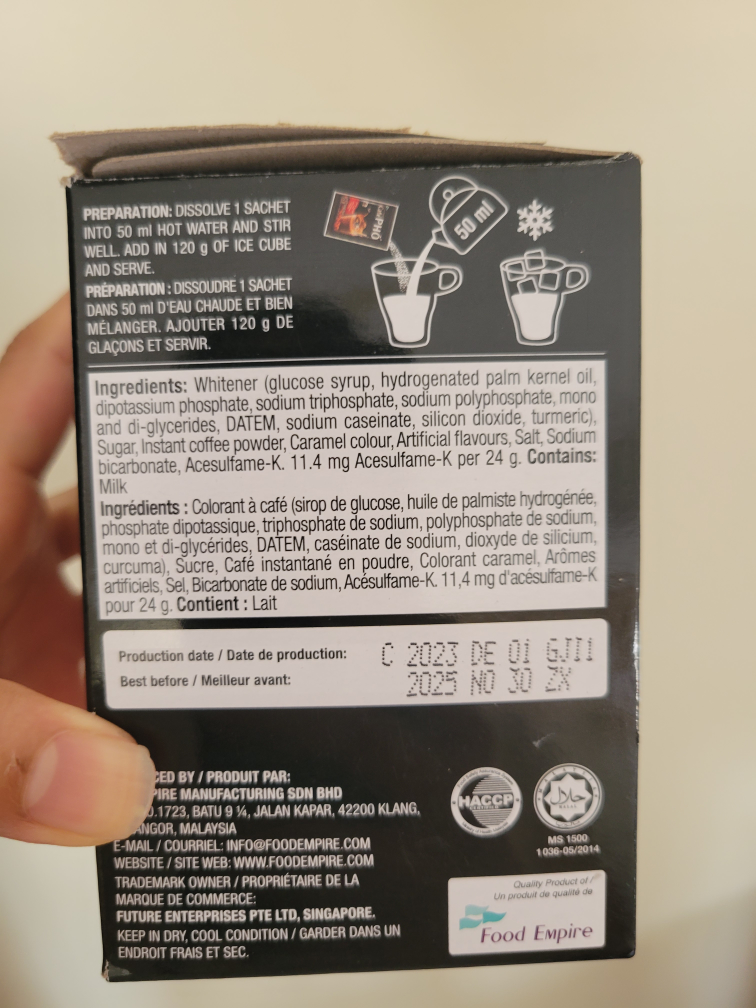 PREPARATION: DISSOLVE 1 SACHET
INTO 50 ml HOT WATER AND STIR
WELL. ADD IN 120 g OF ICE CUBE
AND SERVE.
PRÉPARATION : DISSOUDRE 1 SACHET
DANS 50 ml D'EAU CHAUDE ET BIEN
MÉLANGER. AJOUTER 120 g DE
GLAÇONS ET SERVIR.
PHỐ
50 ml
Ingredients: Whitener (glucose syrup, hydrogenated palm kernel oil,
dipotassium phosphate, sodium triphosphate, sodium polyphosphate, mono
and di-glycerides, DATEM, sodium caseinate, silicon dioxide, turmeric),
Sugar, Instant coffee powder, Caramel colour, Artificial flavours, Salt, Sodium
bicarbonate, Acesulfame-K. 11.4 mg Acesulfame-K per 24 g. Contains:
Milk
Ingrédients : Colorant à café (sirop de glucose, huile de palmiste hydrogénée,
phosphate dipotassique, triphosphate de sodium, polyphosphate de sodium,
mono et di-glycérides, DATEM, caséinate de sodium, dioxyde de silicium,
curcuma), Sucre, Café instantané en poudre, Colorant caramel, Arômes
artificiels, Sel, Bicarbonate de sodium, Acésulfame-K. 11,4 mg d'acésulfame-K
pour 24 g. Contient : Lait
Production date / Date de production: C 2023 DE 01 GJI1
Best before / Meilleur avant: 2025 NO 30 ZX
CED BY / PRODUIT PAR:
PIRE MANUFACTURING SDN BHD
.1723, BATU 9 ¾, JALAN KAPAR, 42200 KLANG,
ANGOR, MALAYSIA
E-MAIL / COURRIEL: INFO@FOODEMPIRE.COM
WEBSITE / SITE WEB: WWW.FOODEMPIRE.COM
TRADEMARK OWNER / PROPRIÉTAIRE DE LA
MARQUE DE COMMERCE:
FUTURE ENTERPRISES PTE LTD, SINGAPORE.
KEEP IN DRY, COOL CONDITION / GARDER DANS UN
ENDROIT FRAIS ET SEC.
HACCP
حلال
HALAL
MS 1500
1 036-05/2014
Quality Product of /
Un produit de qualité de
Food Empire